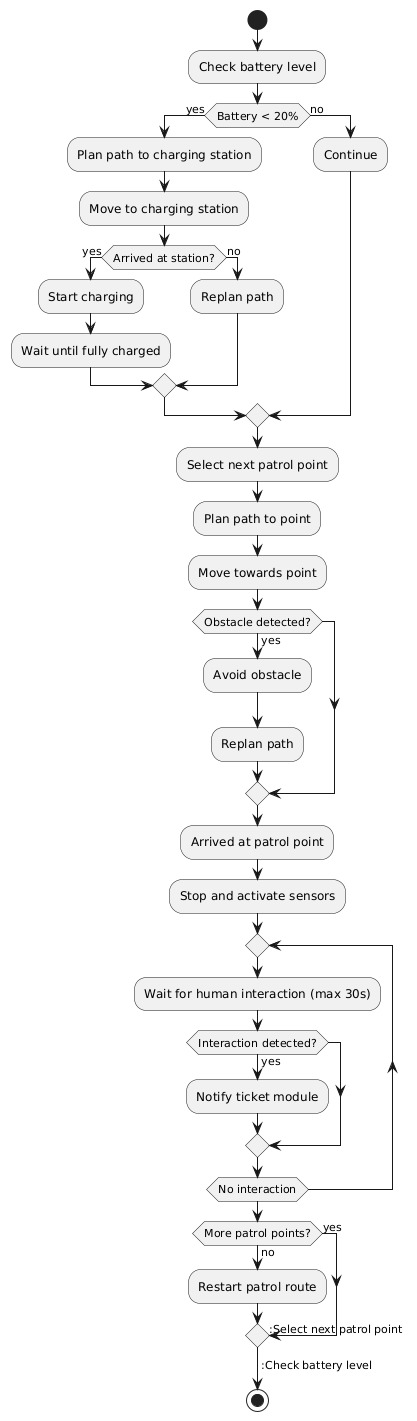 Check battery level
yes
Battery < 20%
no
Plan path to charging station
Continue
Move to charging station
yes
Arrived at station?
no
Start charging
Replan path
Wait until fully charged
Select next patrol point
Plan path to point
Move towards point
Obstacle detected?
yes
Avoid obstacle
Replan path
Arrived at patrol point
Stop and activate sensors
Wait for human interaction (max 30s)
Interaction detected?
yes
Notify ticket module
No interaction
More patrol points?
yes
no
Restart patrol route
:Select next patrol point
:Check battery level